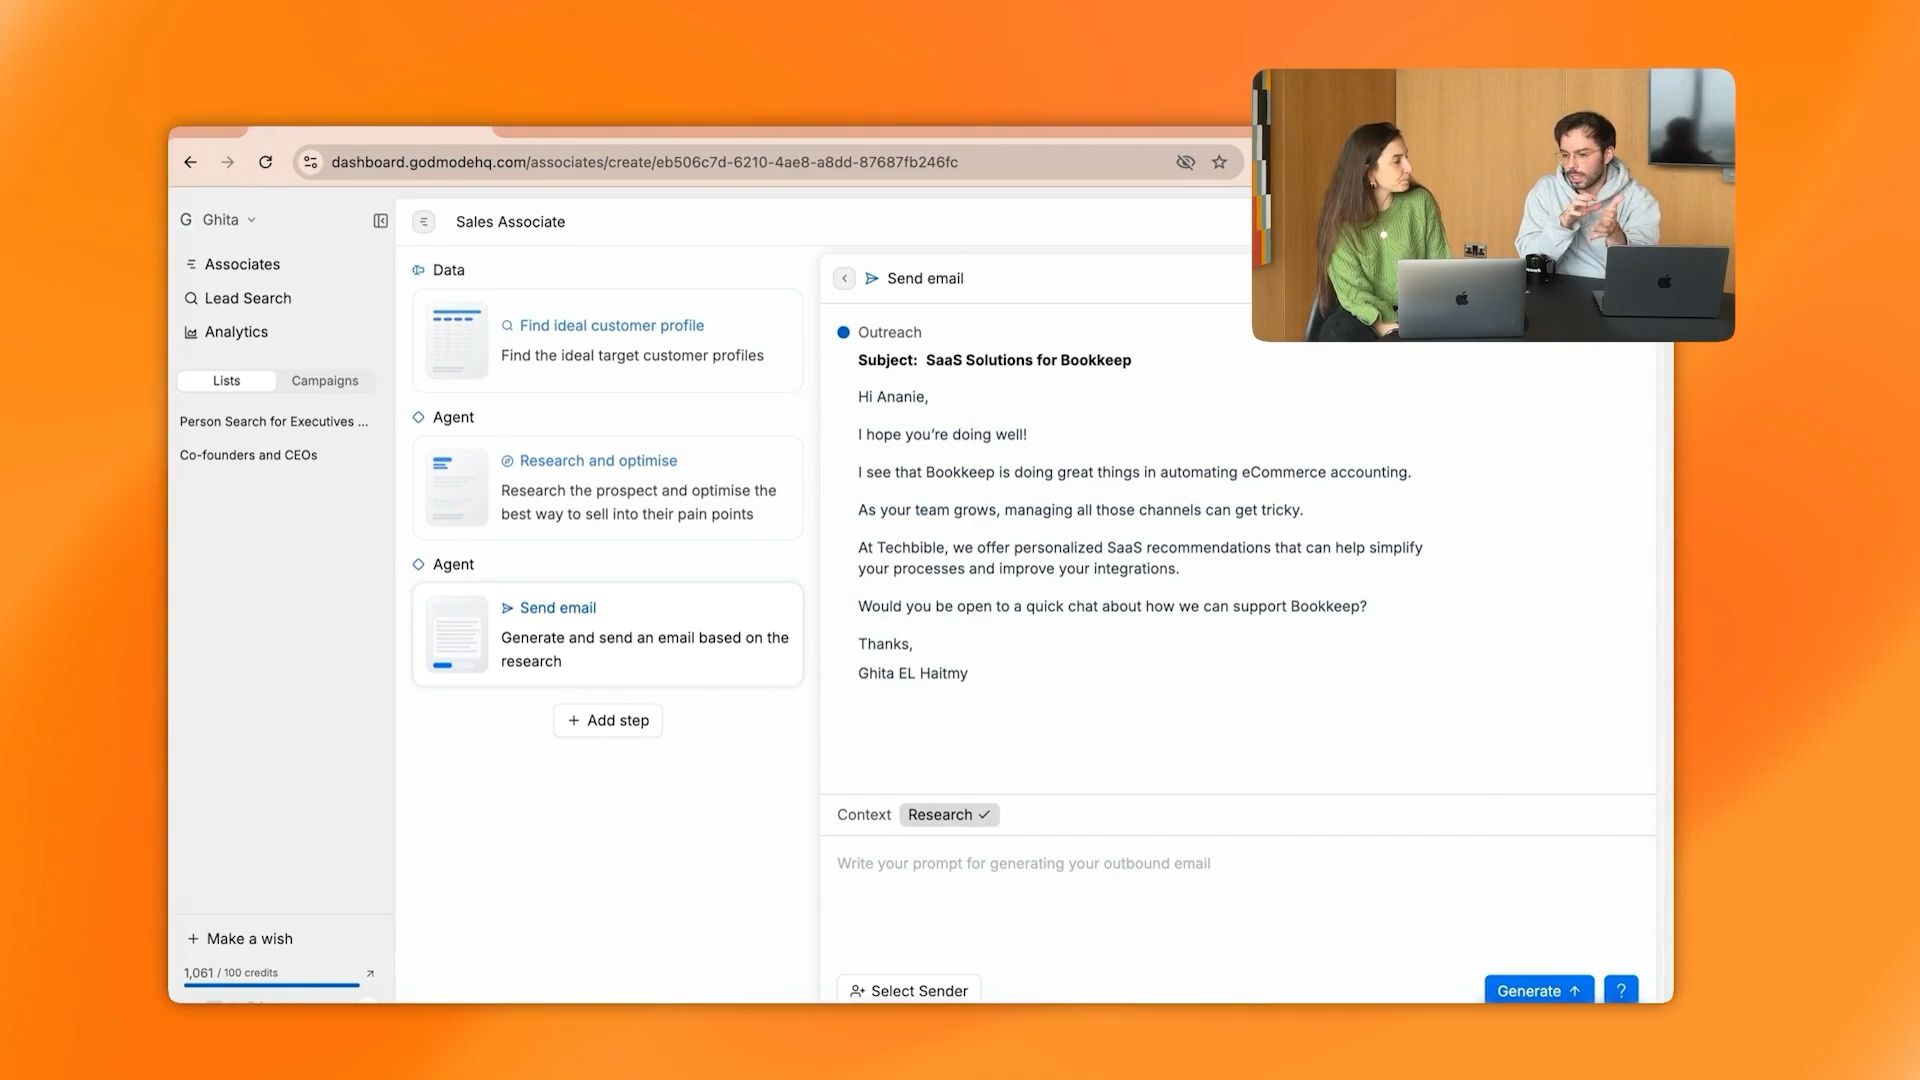 dashboard.godmodehq.com/associates/create/eb506c7d-6210-4ae8-a8dd-87687fb246fc
G Ghita
Associates
Lead Search
Analytics
Lists
Campaigns
Person Search for Executives ...
Co-founders and CEOs
+ Make a wish
1,061 / 100 credits
Sales Associate
Data
Find ideal customer profile
Find the ideal target customer profiles
Agent
Research and optimise
Research the prospect and optimise the
best way to sell into their pain points
Agent
Send email
Generate and send an email based on the
research
+ Add step
Send email
Outreach
Subject: SaaS Solutions for Bookkeep
Hi Ananie,
I hope you’re doing well!
I see that Bookkeep is doing great things in automating eCommerce accounting.
As your team grows, managing all those channels can get tricky.
At Techbible, we offer personalized SaaS recommendations that can help simplify
your processes and improve your integrations.
Would you be open to a quick chat about how we can support Bookkeep?
Thanks,
Ghita EL Haitmy
Context Research ✓
Write your prompt for generating your outbound email
Select Sender
Generate ↑
?